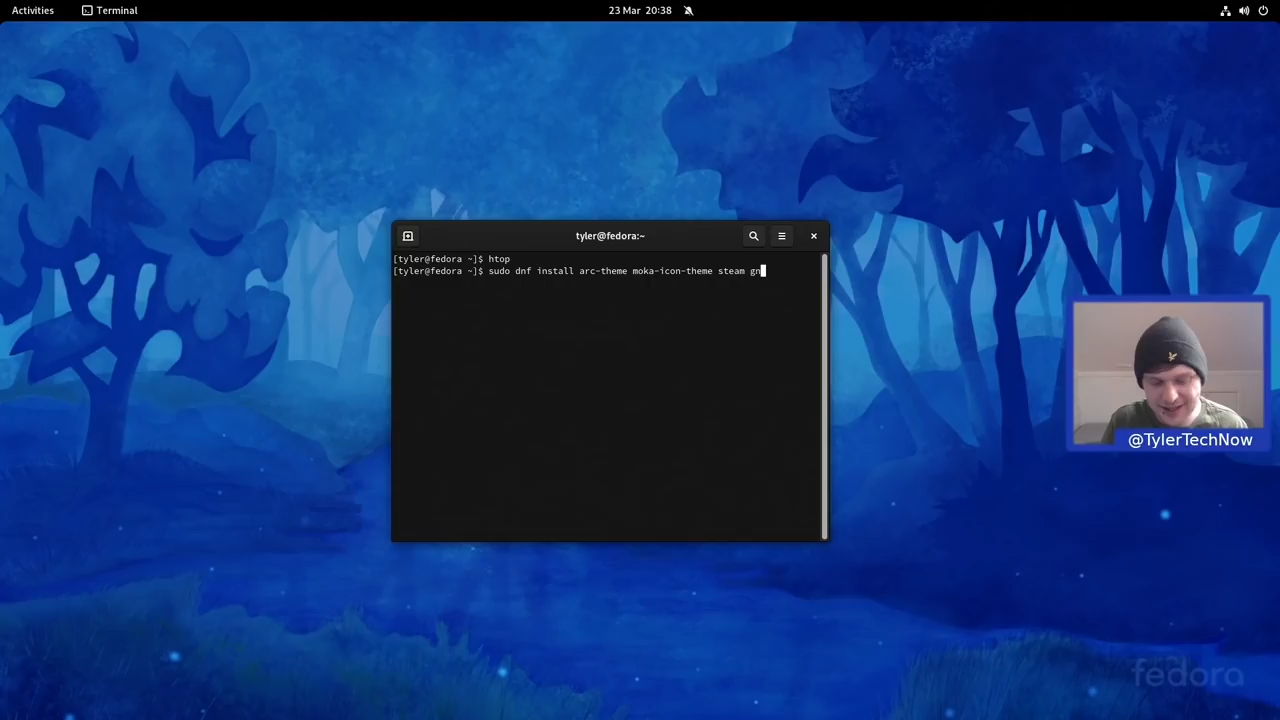 Activities
Terminal
23 Mar 20:38
tyler@fedora:~
[tyler@fedora ~]$ htop
[tyler@fedora ~]$ sudo dnf install arc-theme moka-icon-theme steam gn
@TylerTechNow
fedora